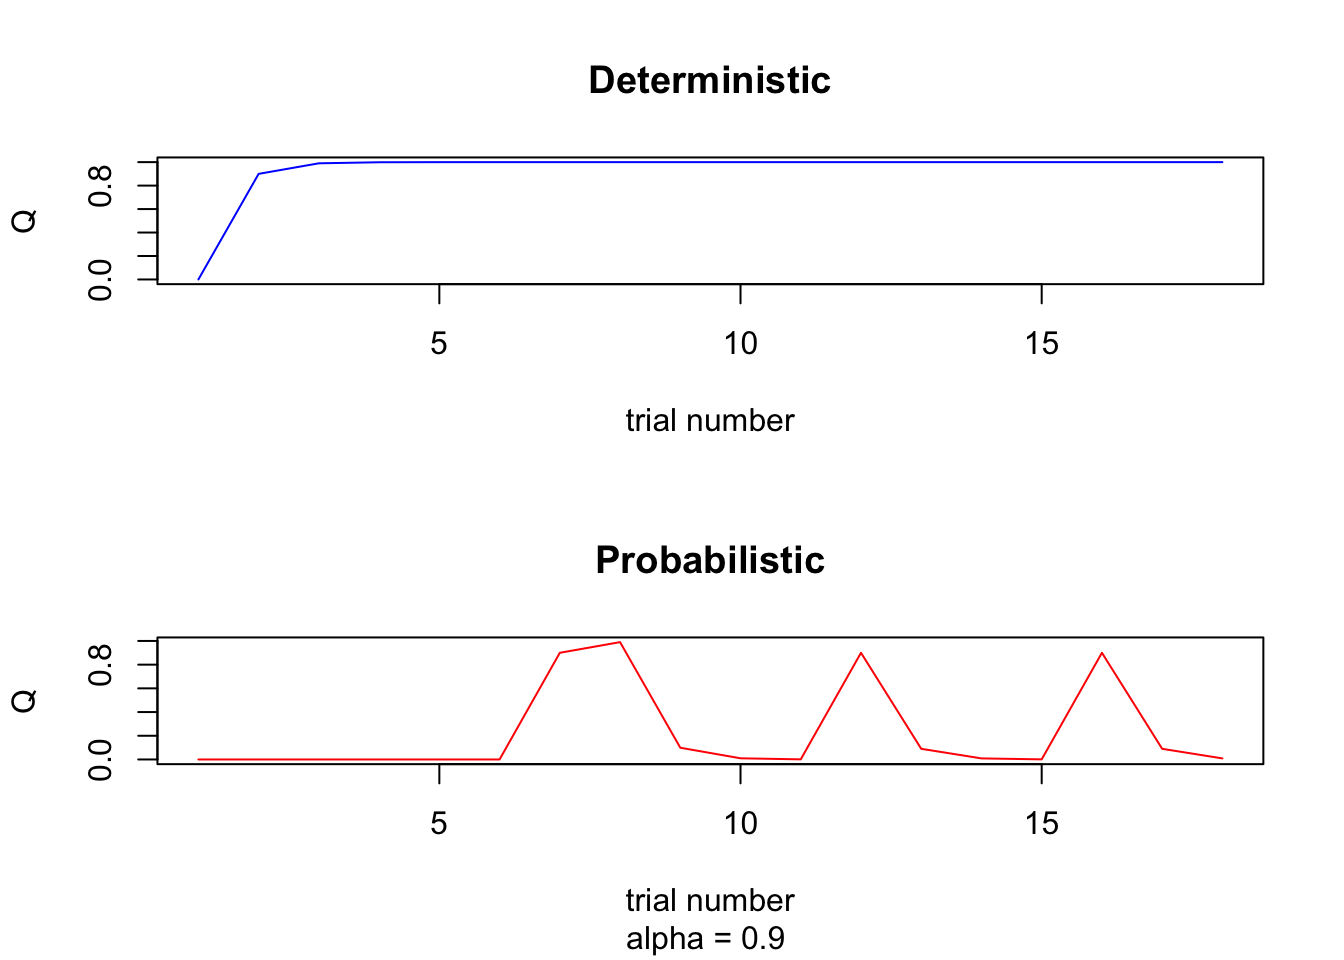 Deterministic
Q
0.8
0.0
5 10 15
trial number
Probabilistic
Q
0.8
0.0
5 10 15
trial number
alpha = 0.9